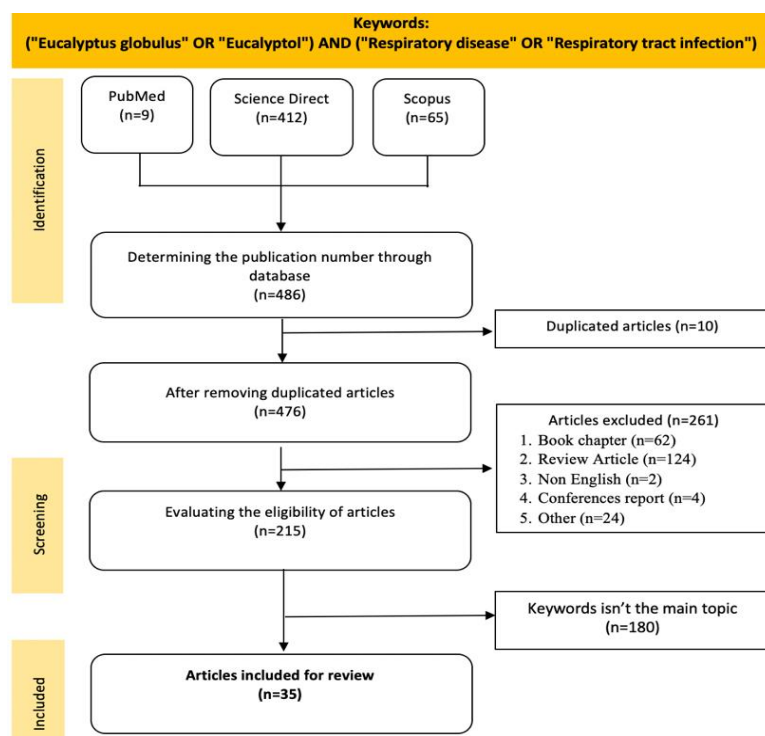 Keywords:
("Eucalyptus globulus" OR "Eucalyptol") AND ("Respiratory disease" OR "Respiratory tract infection")
Identification
PubMed
(n=9)
Science Direct
(n=412)
Scopus
(n=65)
Determining the publication number through
database
(n=486)
Duplicated articles (n=10)
After removing duplicated articles
(n=476)
Articles excluded (n=261)
1. Book chapter (n=62)
2. Review Article (n=124)
3. Non English (n=2)
4. Conferences report (n=4)
5. Other (n=24)
Screening
Evaluating the eligibility of articles
(n=215)
Keywords isn't the main topic
(n=180)
Included
Articles included for review
(n=35)